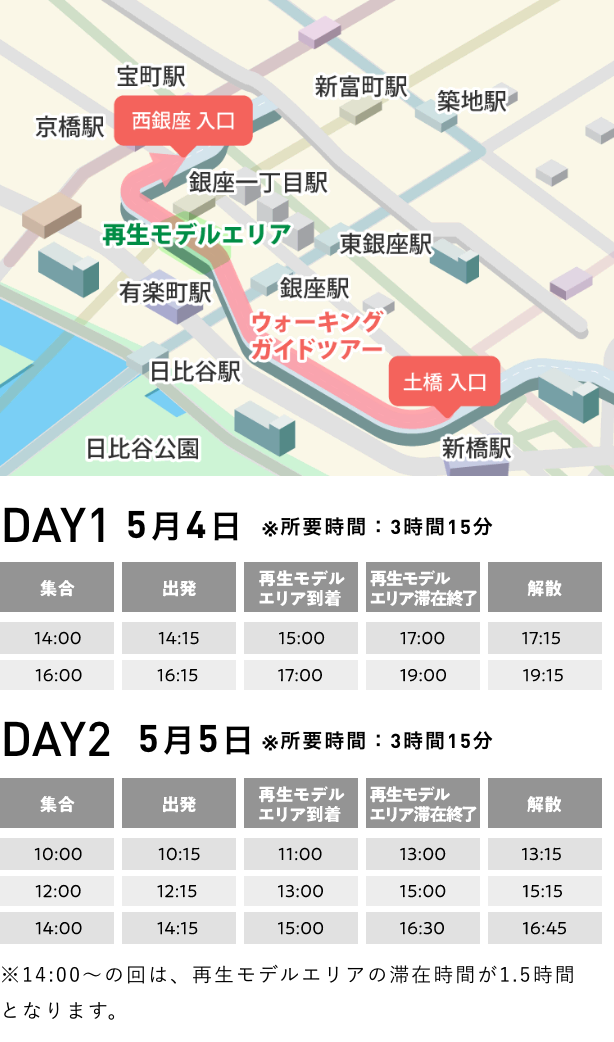 宝町駅
新富町駅
築地駅
京橋駅
西銀座 入口
銀座一丁目駅
再生モデルエリア
東銀座駅
有楽町駅
銀座駅
ウォーキング
ガイドツアー
日比谷駅
土橋 入口
日比谷公園
新橋駅
DAY1 5月4日 ※所要時間：3時間15分
集合 出発 再生モデル エリア到着 再生モデル エリア滞在終了 解散
14:00 14:15 15:00 17:00 17:15
16:00 16:15 17:00 19:00 19:15
DAY2 5月5日 ※所要時間：3時間15分
集合 出発 再生モデル エリア到着 再生モデル エリア滞在終了 解散
10:00 10:15 11:00 13:00 13:15
12:00 12:15 13:00 15:00 15:15
14:00 14:15 15:00 16:30 16:45
※14:00～の回は、再生モデルエリアの滞在時間が1.5時間
となります。